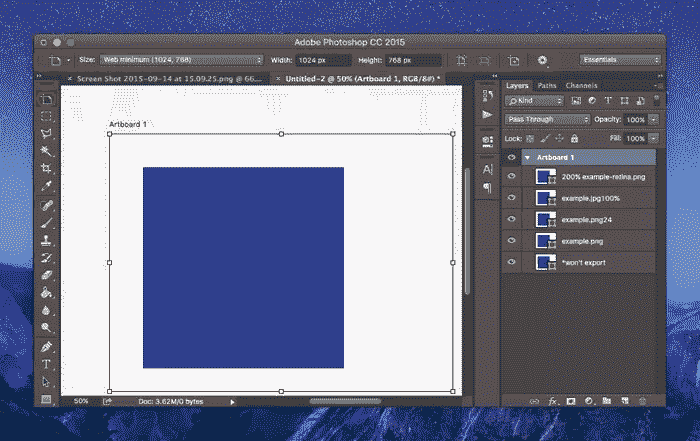 Adobe Photoshop CC 2015
Size: Web minimum (1024, 768) Width: 1024 px Height: 768 px Essentials
× Screen Shot 2015-09-14 at 15.09.25.png @ 66... × Untitled-2 @ 50% (Artboard 1, RGB/8#) *
Layers Paths Channels
Kind
Artboard 1
Pass Through Opacity: 100%
Lock: Fill: 100%
Artboard 1
200% example-retina.png
example.jpg100%
example.png24
example.png
*won't export
50% Doc: 3.62M/0 bytes